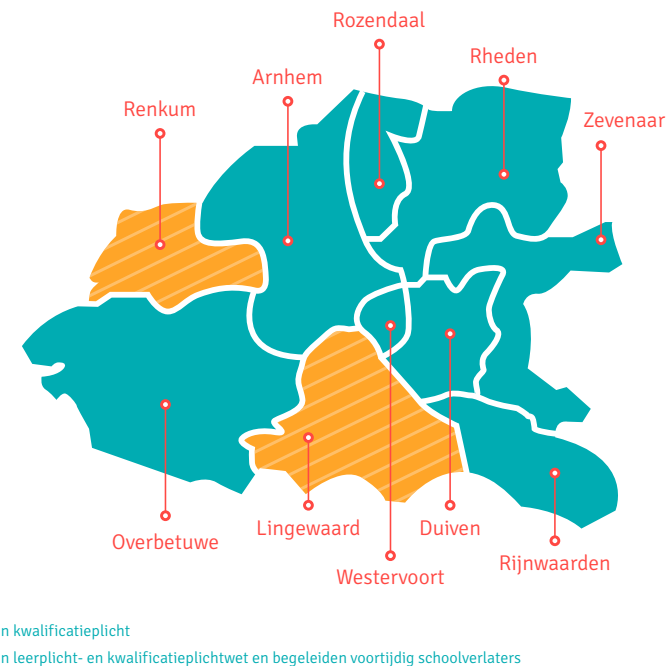 Rozendaal
Rheden
Arnhem
Renkum
Zevenaar
Overbetuwe
Lingewaard
Duiven
Westervoort
Rijnwaarden
n kwalificatieplicht
n leerplicht- en kwalificatieplichtwet en begeleiden voortijdig schoolverlaters